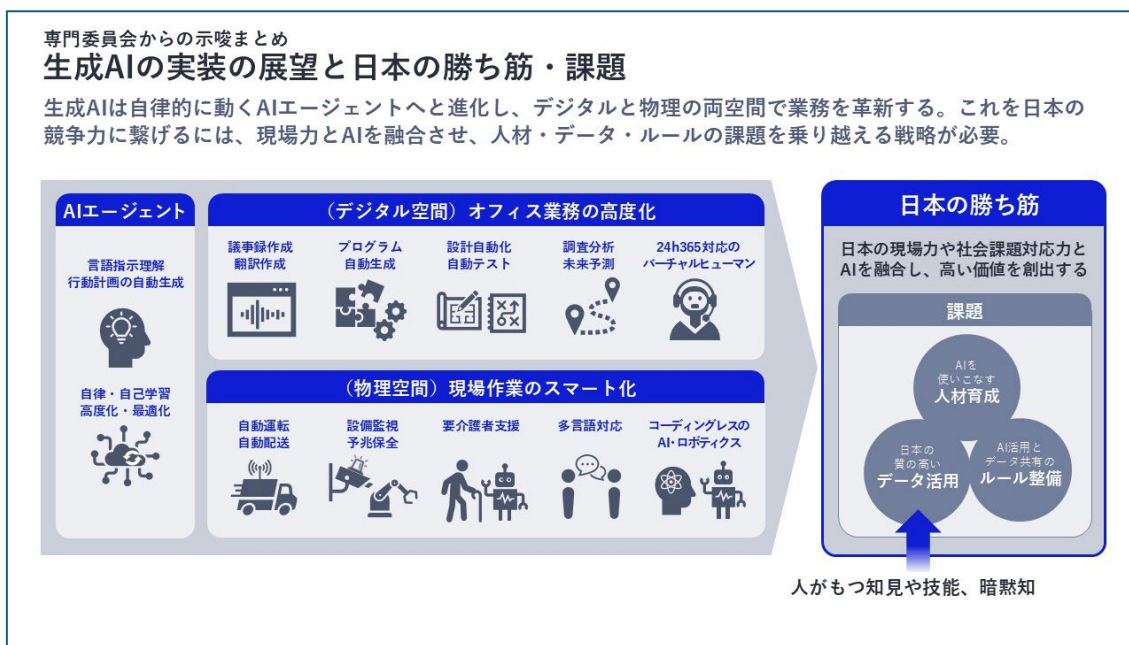 専門委員会からの示唆まとめ
生成AIの実装の展望と日本の勝ち筋・課題
生成AIは自律的に動くAIエージェントへと進化し、デジタルと物理の両空間で業務を革新する。これを日本の
競争力に繋げるには、現場力とAIを融合させ、人材・データ・ルールの課題を乗り越える戦略が必要。
AIエージェント
言語指示理解
行動計画の自動生成
自律・自己学習
高度化・最適化
(デジタル空間) オフィス業務の高度化
議事録作成
翻訳作成
プログラム
自動生成
設計自動化
自動テスト
調査分析
未来予測
24h365対応の
バーチャルヒューマン
(物理空間) 現場作業のスマート化
自動運転
自動配送
設備監視
予兆保全
要介護者支援
多言語対応
コーディングレスの
AI・ロボティクス
日本の勝ち筋
日本の現場力や社会課題対応力と
AIを融合し、高い価値を創出する
課題
AIを
使いこなす
人材育成
日本の
質の高い
データ活用
AI活用と
データ共有の
ルール整備
人がもつ知見や技能、暗黙知